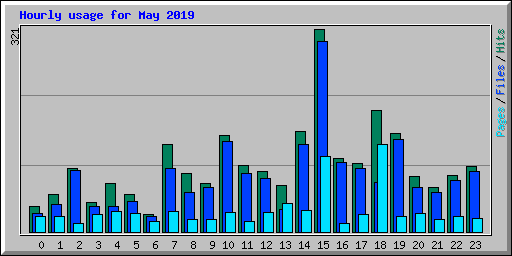 Hourly usage for May 2019
321
Pages / Files / Hits
0 1 2 3 4 5 6 7 8 9 10 11 12 13 14 15 16 17 18 19 20 21 22 23